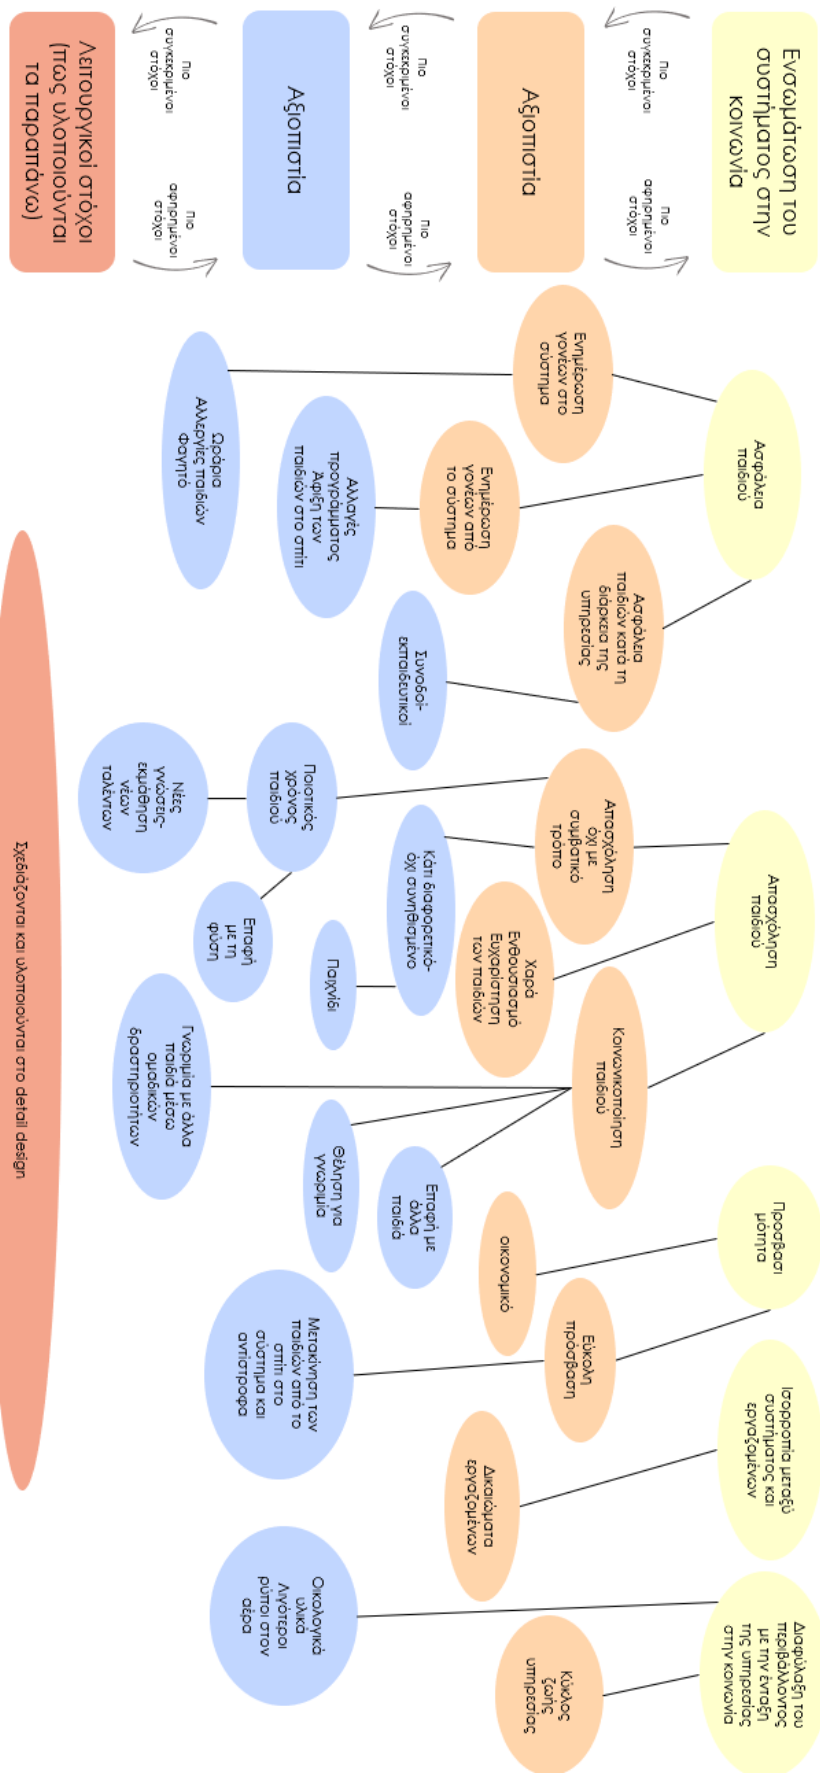 Ενσωμάτωση του
συστήματος στην
κοινωνία
Πιο
συγκεκριμένοι
στόχοι
Πιο
αφηρημένοι
στόχοι
Αξιοπιστία
Πιο
συγκεκριμένοι
στόχοι
Πιο
αφηρημένοι
στόχοι
Αξιοπιστία
Πιο
συγκεκριμένοι
στόχοι
Πιο
αφηρημένοι
στόχοι
Λειτουργικοί στόχοι
(πως υλοποιούνται
τα παραπάνω)
Ασφάλεια
παιδιού
Απασχόληση
παιδιού
Προσβασι
μότητα
Ισορροπία μεταξύ
συστήματος και
εργαζομένων
Διαφύλαξη του
περιβάλλοντος
με την ένταξη
της υπηρεσίας
στην κοινωνία
Ενημέρωση
γονέων στο
σύστημα
Ενημέρωση
γονέων από
το σύστημα
Ασφάλεια
παιδιών κατά τη
διάρκεια της
υπηρεσίας
Απασχόληση
όχι με
συμβατικό
τρόπο
Χαρά
Ενθουσιασμό
Ευχαρίστηση
των παιδιών
Κοινωνικοποίηση
παιδιού
οικονομικό
Εύκολη
πρόσβαση
Δικαιώματα
εργαζομένων
Κύκλος
ζωής
υπηρεσίας
Ωράρια
Αλλεργίες παιδιών
Φαγητό
Αλλαγές
προγράμματος
Άφιξη των
παιδιών στο σπίτι
Συνοδοί-
εκπαιδευτικοί
Ποιοτικός
χρόνος
παιδιού
Νέες
γνώσεις-
εκμάθηση
νέων
ταλέντων
Επαφή
με τη
φύση
Κάτι διαφορετικό-
όχι συνηθισμένο
Παιχνίδι
Γνωριμία με άλλα
παιδιά μέσω
ομαδικών
δραστηριοτήτων
Θέληση για
γνωριμία
Επαφή με
άλλα
παιδιά
Μετακίνηση των
παιδιών από το
σπίτι στο
σύστημα και
αντίστροφα
Οικολογικά
υλικά
Λιγότεροι
ρύποι στον
αέρα
Σχεδιάζονται και υλοποιούνται στο detail design